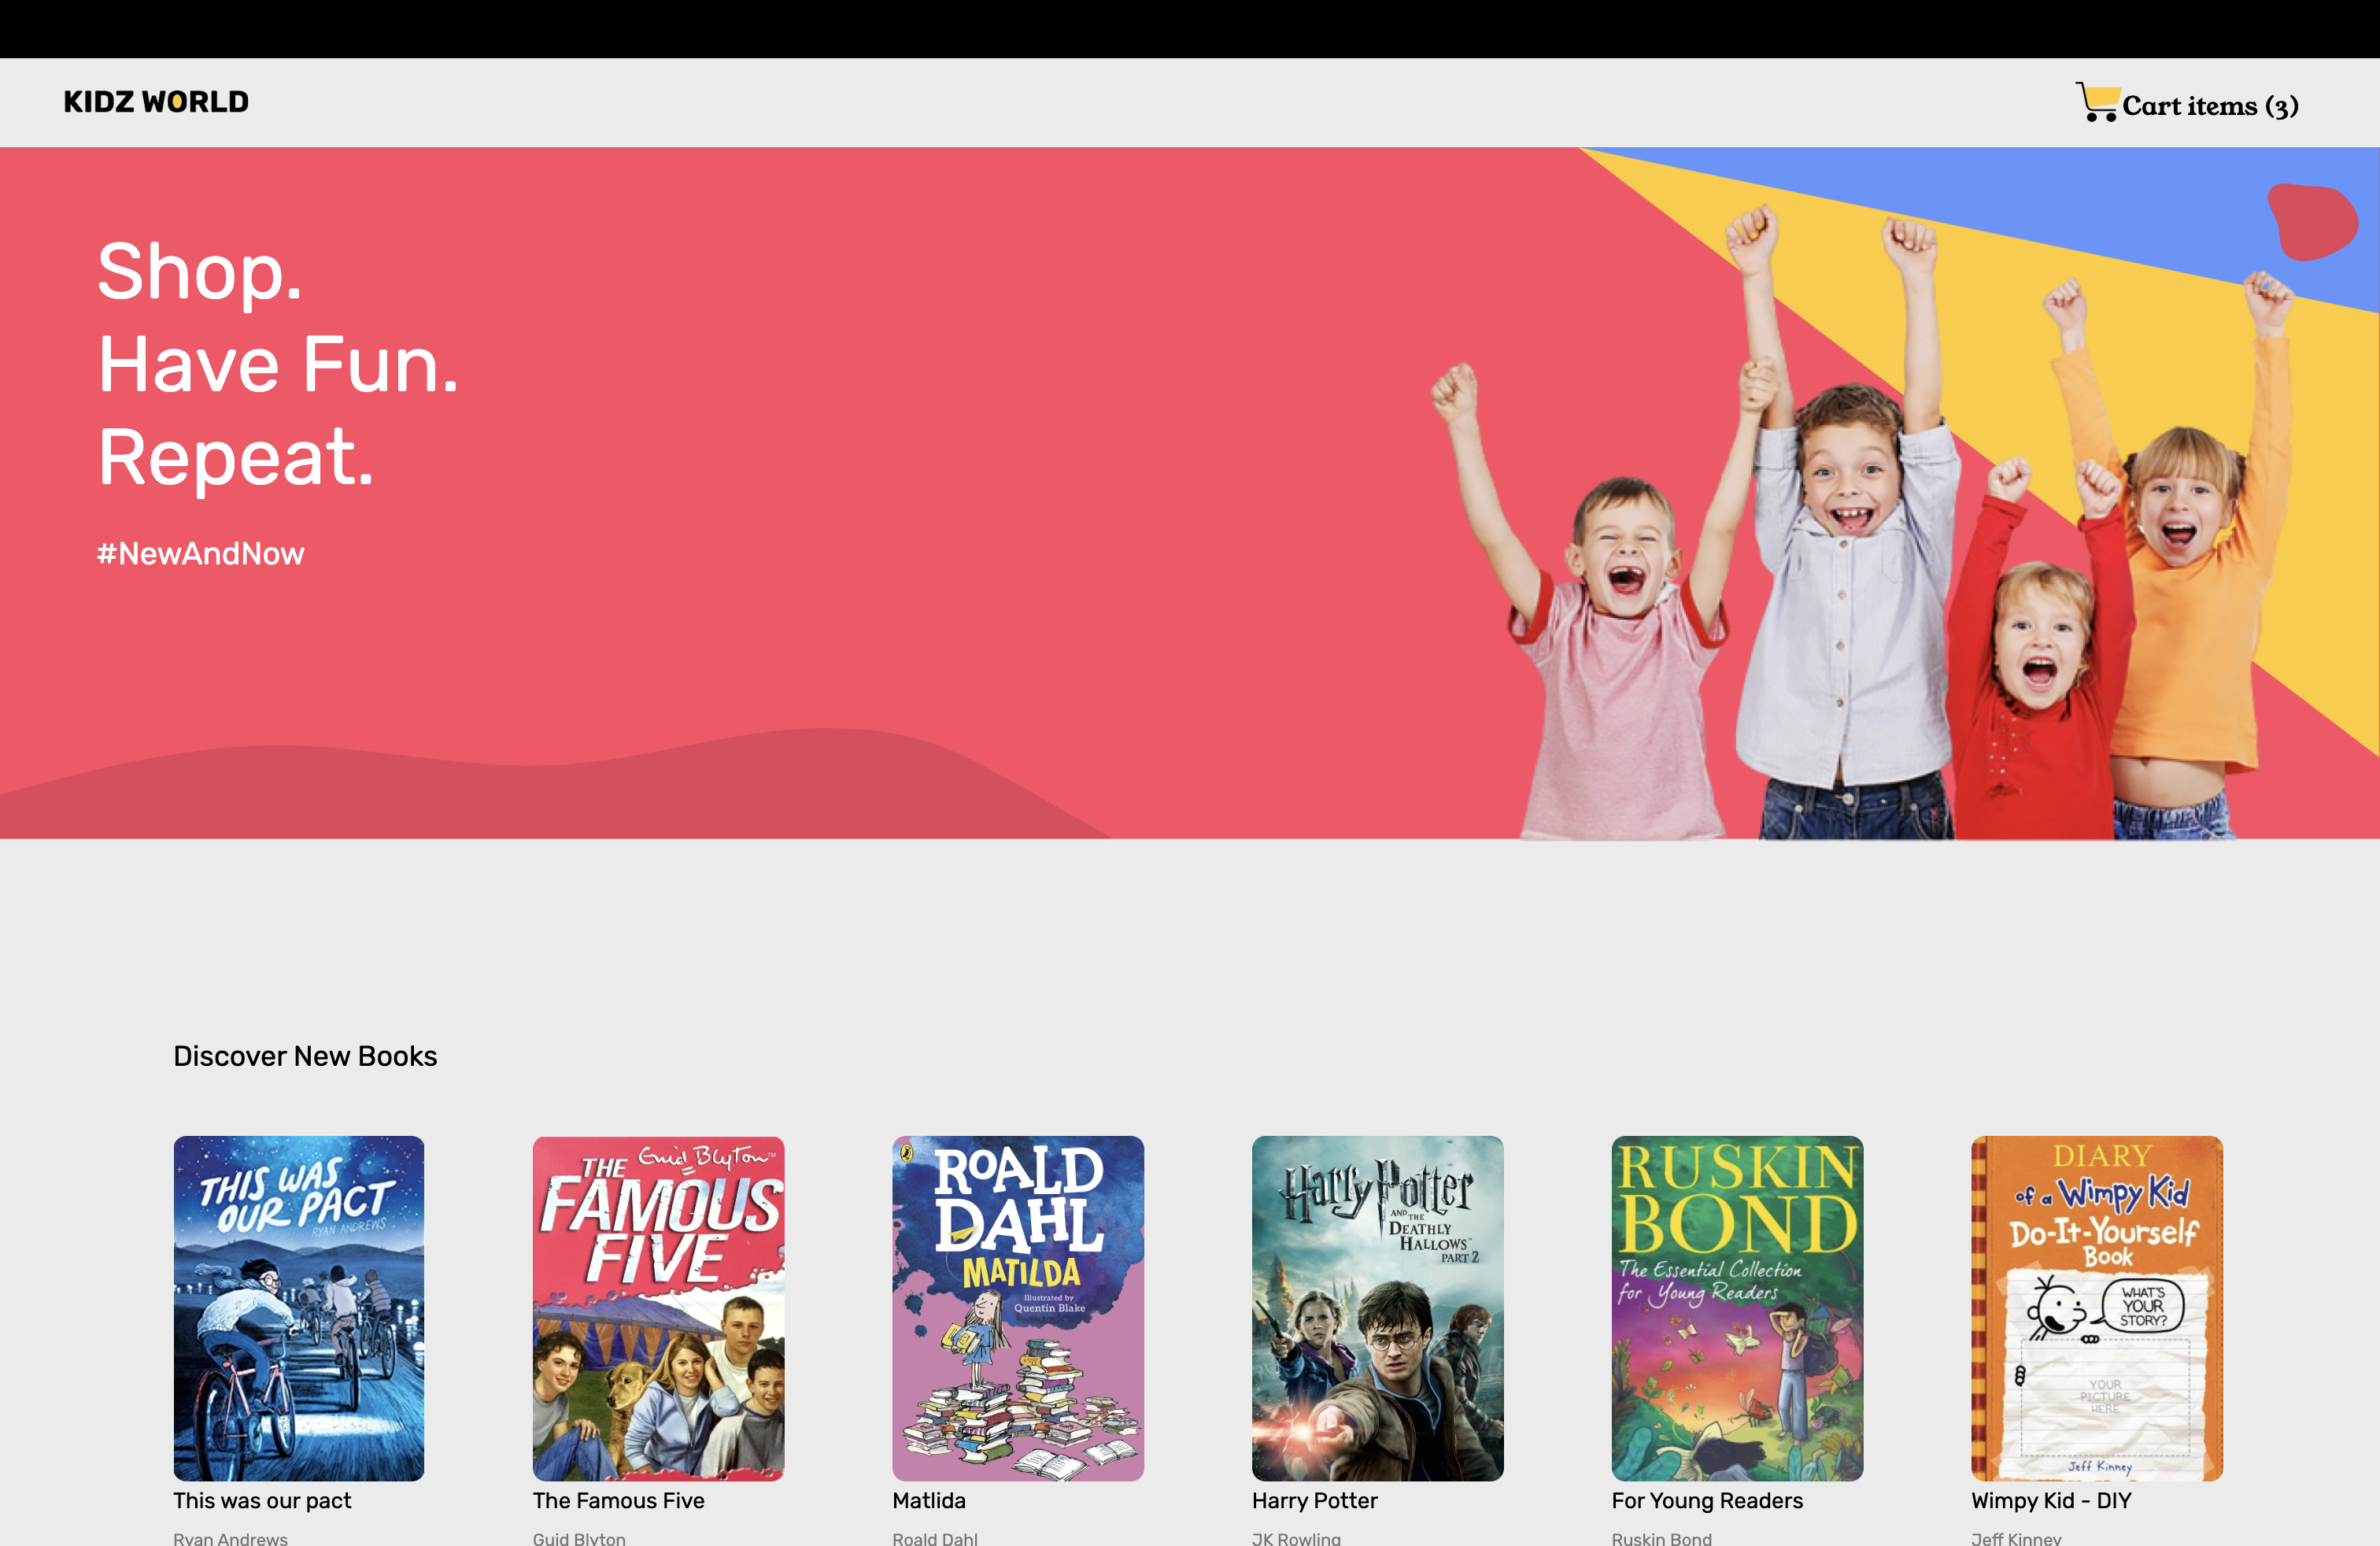 KIDZ WORLD
Cart items (3)
Shop.
Have Fun.
Repeat.
#NewAndNow
Discover New Books
THIS WAS
OUR PACT
RYAN ANDREWS
Enid Blyton™
THE
FAMOUS
FIVE
ROALD
DAHL
MATILDA
Illustrated by
Quentin Blake
Harry Potter
AND THE
DEATHLY
HALLOWS™
PART 2
RUSKIN
BOND
The Essential Collection
for Young Readers
DIARY
of a Wimpy Kid
Do-It-Yourself
Book
WHAT'S
YOUR
STORY?
YOUR
PICTURE
HERE
Jeff Kinney
This was our pact
The Famous Five
Matlida
Harry Potter
For Young Readers
Wimpy Kid - DIY
Ryan Andrews
Guid Blyton
Roald Dahl
JK Rowling
Ruskin Bond
Jeff Kinney